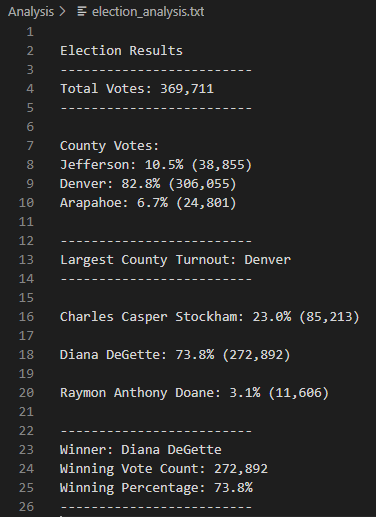 Analysis > election_analysis.txt
1
2 Election Results
3 -------------------------
4 Total Votes: 369,711
5 -------------------------
6
7 County Votes:
8 Jefferson: 10.5% (38,855)
9 Denver: 82.8% (306,055)
10 Arapahoe: 6.7% (24,801)
11
12 -------------------------
13 Largest County Turnout: Denver
14 -------------------------
15
16 Charles Casper Stockham: 23.0% (85,213)
17
18 Diana DeGette: 73.8% (272,892)
19
20 Raymon Anthony Doane: 3.1% (11,606)
21
22 -------------------------
23 Winner: Diana DeGette
24 Winning Vote Count: 272,892
25 Winning Percentage: 73.8%
26 -------------------------